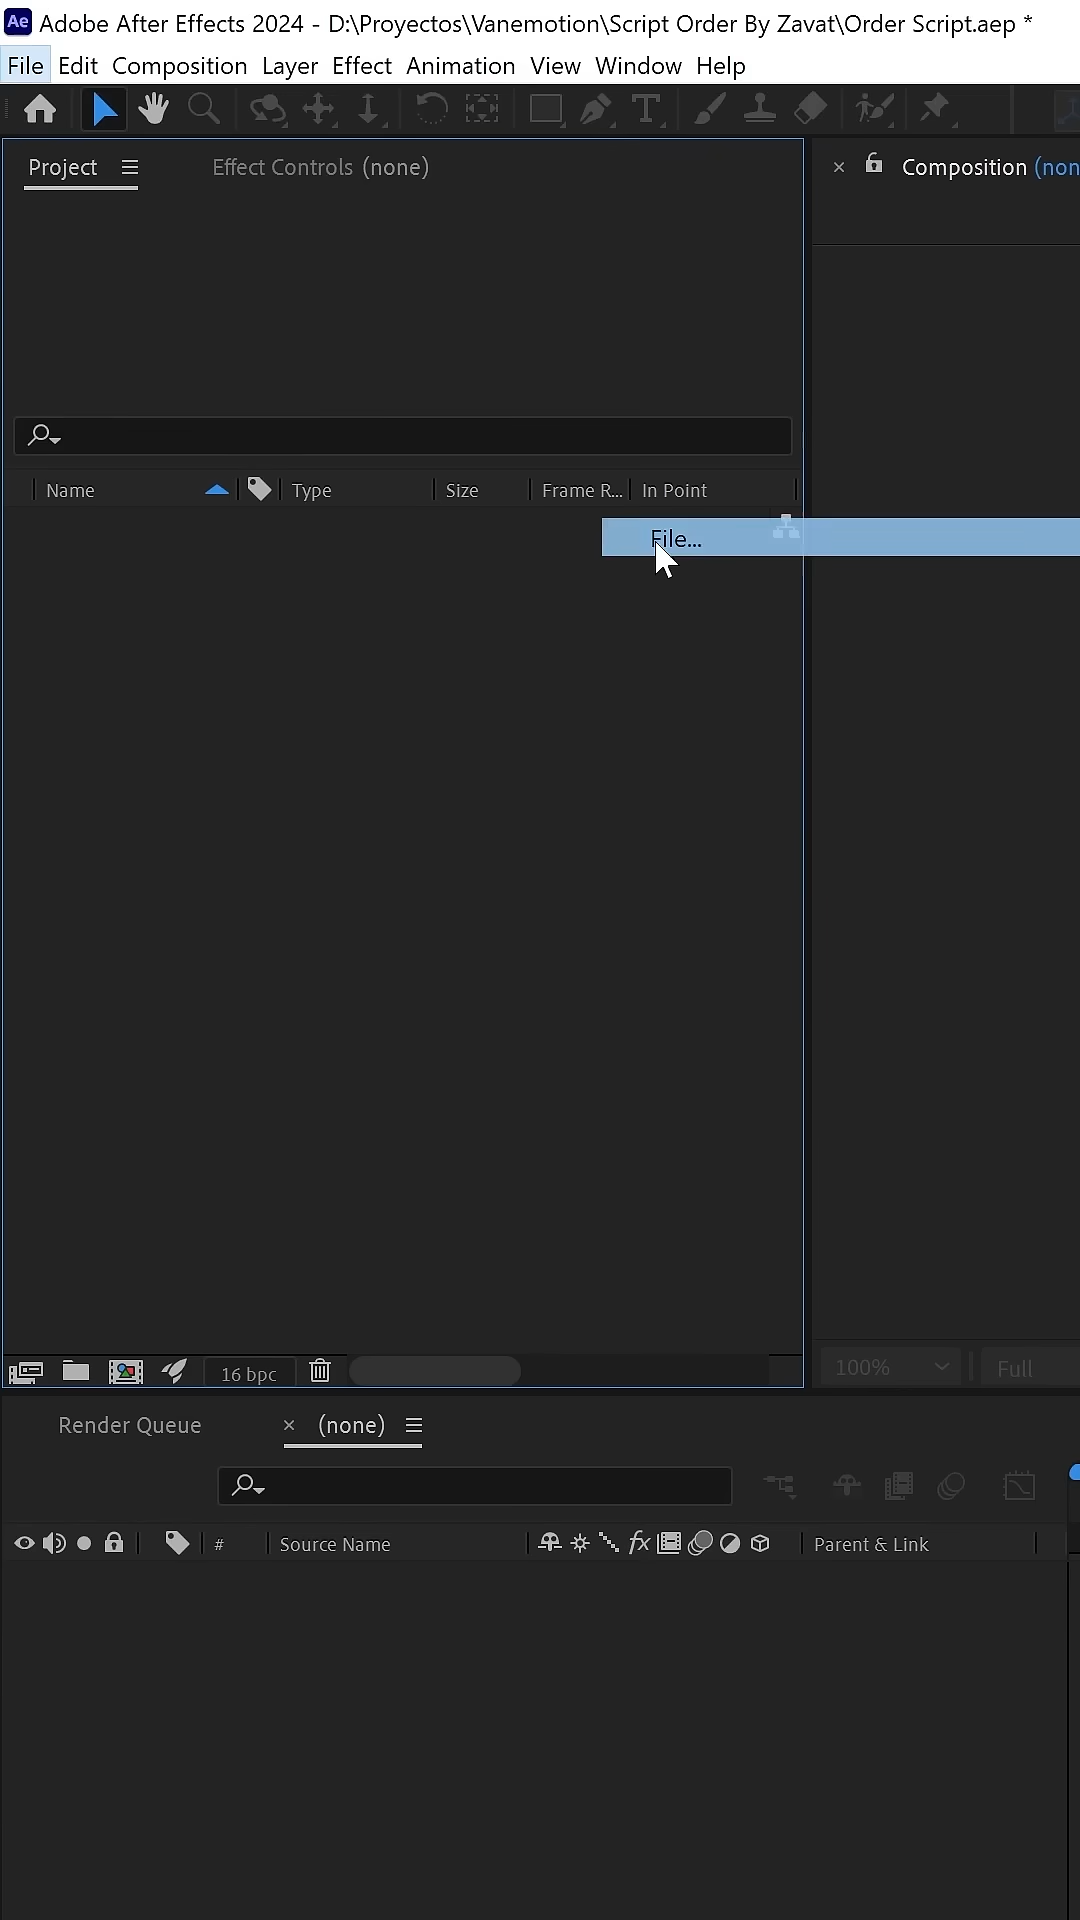 Ae Adobe After Effects 2024 - D:\Proyectos\Vanemotion\Script Order By Zavat\Order Script.aep *
File Edit Composition Layer Effect Animation View Window Help
Project Effect Controls (none) × Composition (non
Name Type Size Frame R... In Point
File...
16 bpc 100% Full
Render Queue × (none)
# Source Name fx Parent & Link